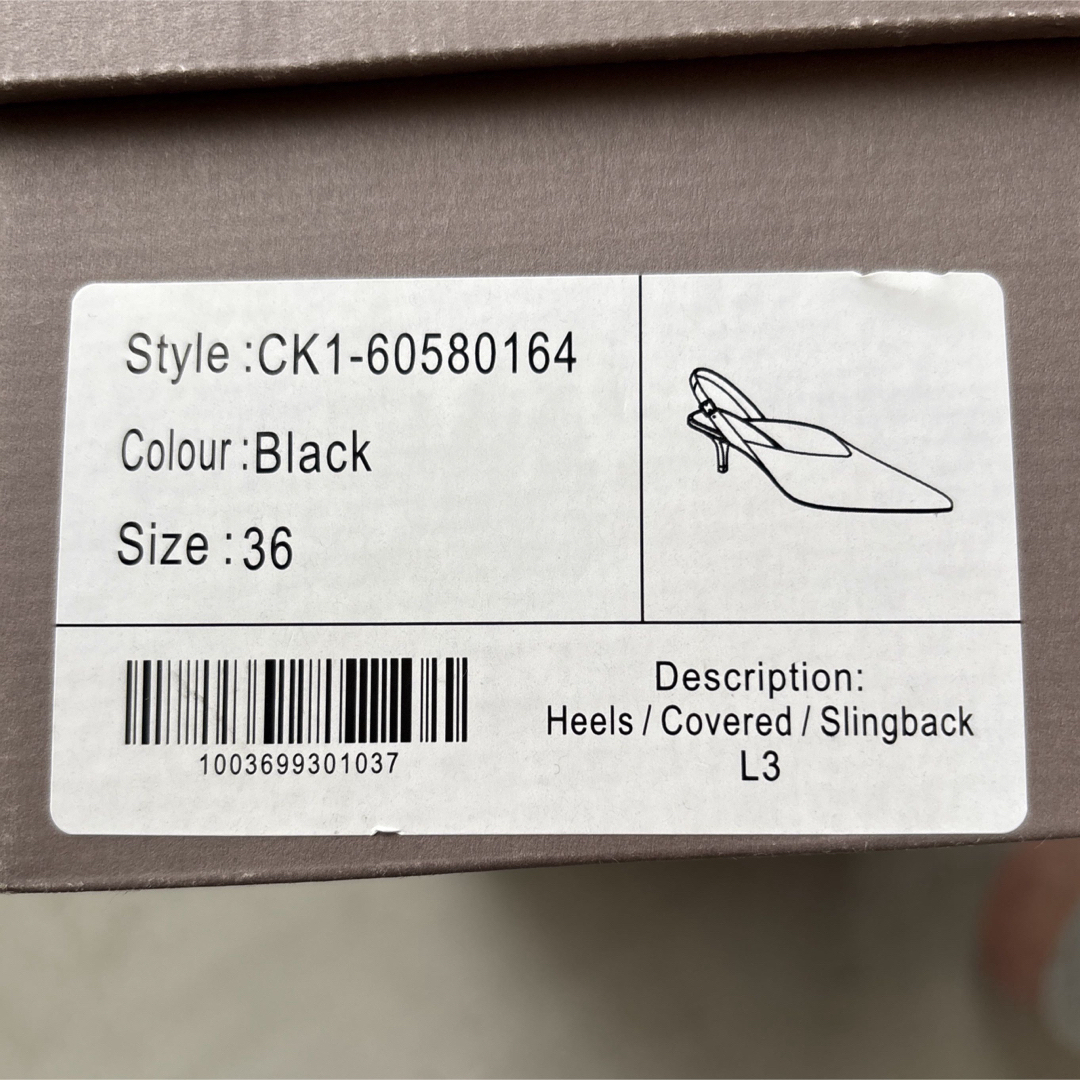 Style :CK1-60580164
Colour :Black
Size :36
1003699301037
Description:
Heels / Covered / Slingback
L3